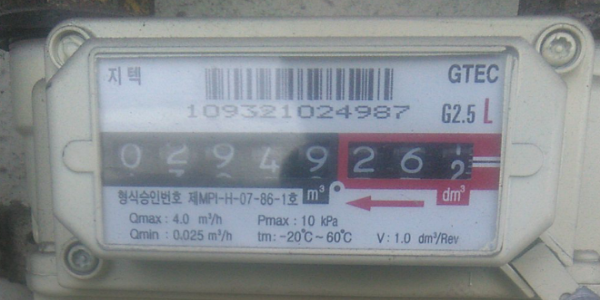 지텍 GTEC
109321024987 G2.5 L
02949262
형식승인번호 제MPI-H-07-86-1호 m³ dm³
Qmax : 4.0 m³/h Pmax : 10 kPa
Qmin : 0.025 m³/h tm: -20℃~60℃ V: 1.0 dm³/Rev